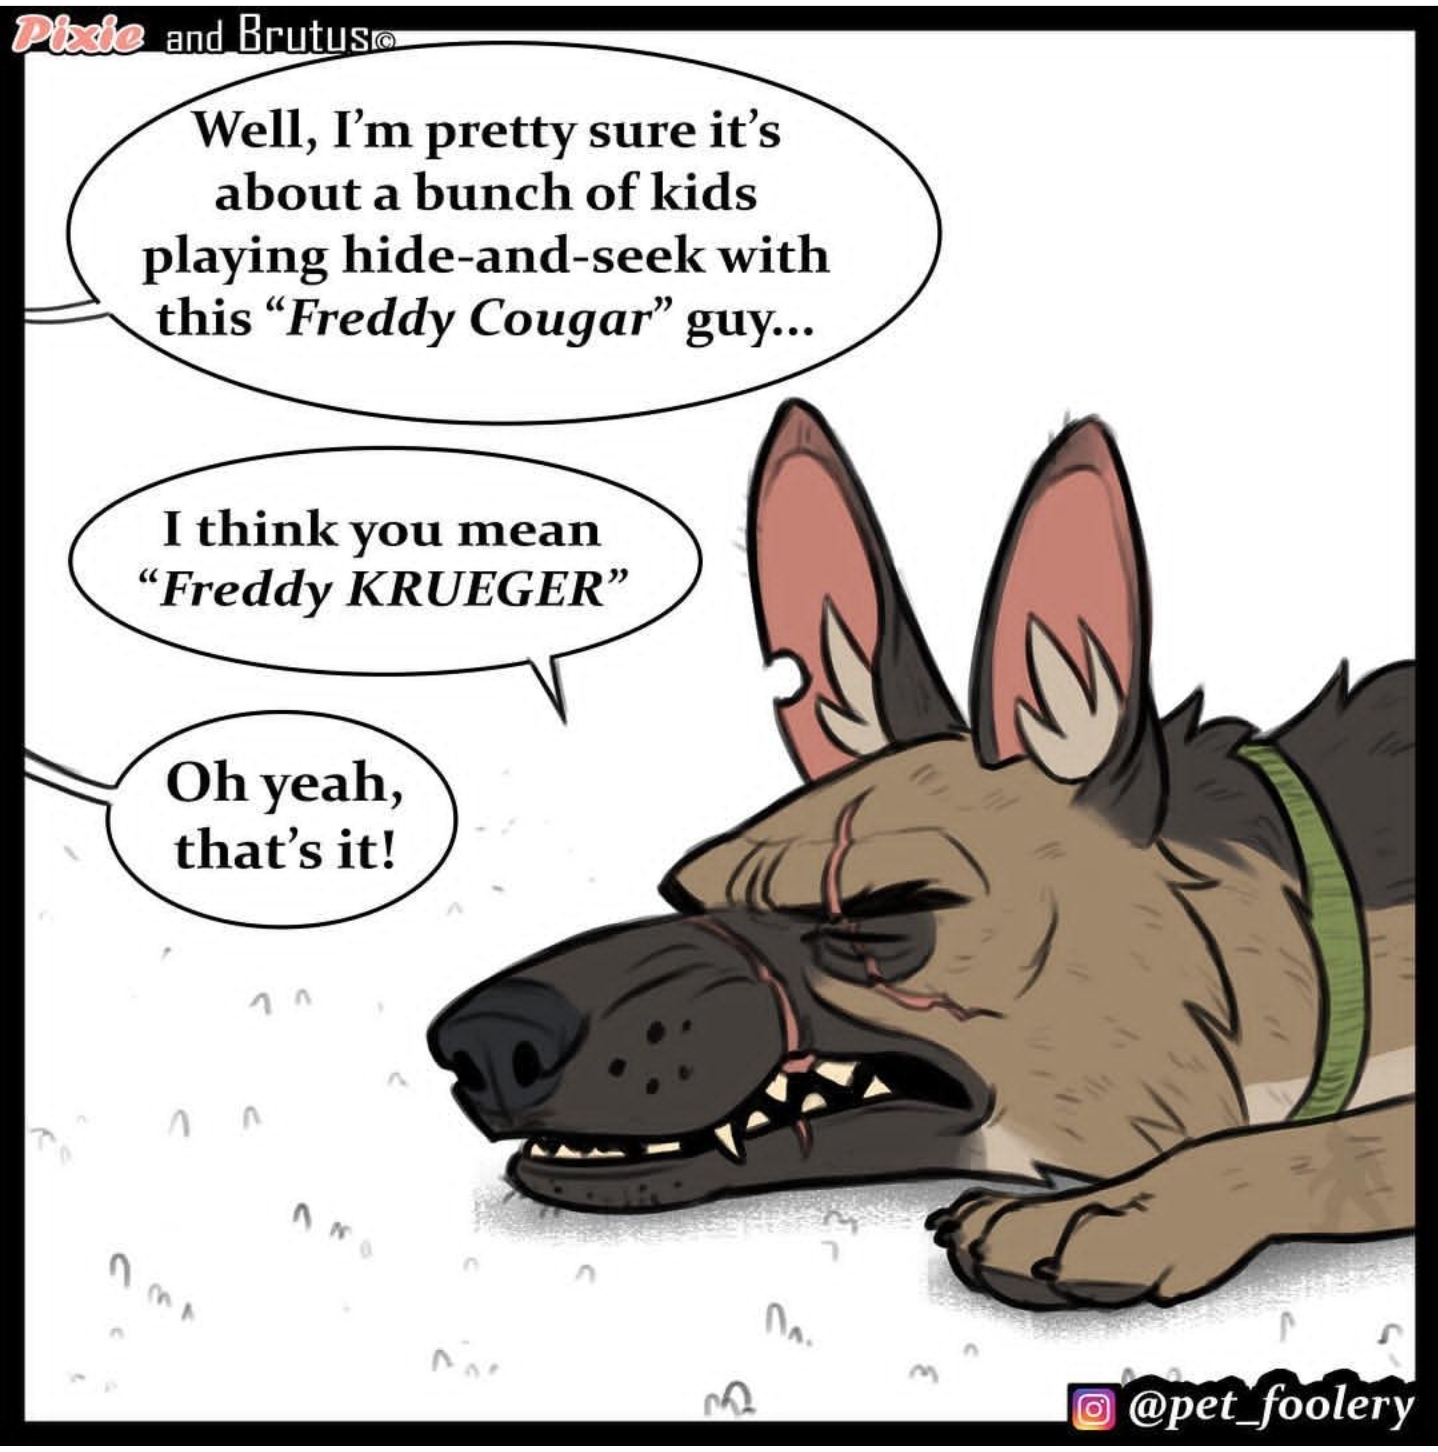 Pixie and Brutus©
Well, I’m pretty sure it’s
about a bunch of kids
playing hide-and-seek with
this “Freddy Cougar” guy...
I think you mean
“Freddy KRUEGER”
Oh yeah,
that’s it!
@pet_foolery